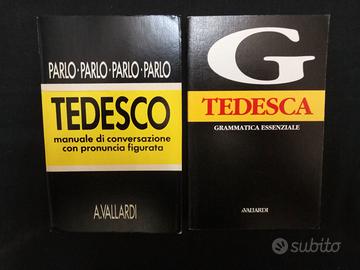 PARLO·PARLO·PARLO·PARLO
TEDESCO
manuale di conversazione
con pronuncia figurata
A.VALLARDI
G
TEDESCA
GRAMMATICA ESSENZIALE
A.VALLARDI
subito